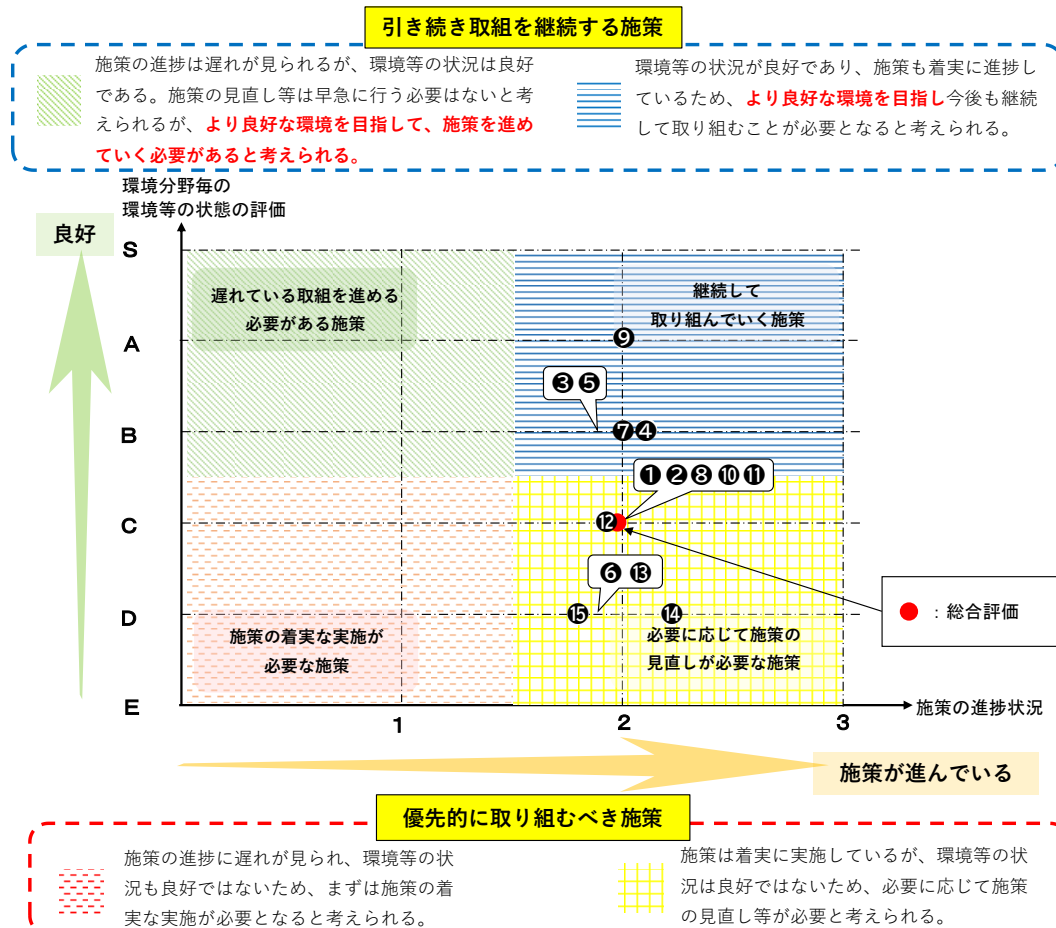 引き続き取組を継続する施策
施策の進捗は遅れが見られるが、環境等の状況は良好
である。施策の見直し等は早急に行う必要はないと考
えられるが、より良好な環境を目指して、施策を進め
ていく必要があると考えられる。
環境等の状況が良好であり、施策も着実に進捗し
ているため、より良好な環境を目指し今後も継続
して取り組むことが必要となると考えられる。
環境分野毎の
環境等の状態の評価
良好
S
A
B
C
D
E
遅れている取組を進める
必要がある施策
継続して
取り組んでいく施策
❾
❸❺
❼❹
❶❷❽❿⓫
⓬
❻⓭
⓯
⓮
施策の着実な実施が
必要な施策
必要に応じて施策の
見直しが必要な施策
：総合評価
1
2
3
施策の進捗状況
施策が進んでいる
優先的に取り組むべき施策
施策の進捗に遅れが見られ、環境等の状
況も良好ではないため、まずは施策の着
実な実施が必要となると考えられる。
施策は着実に実施しているが、環境等の状
況は良好ではないため、必要に応じて施策
の見直し等が必要と考えられる。